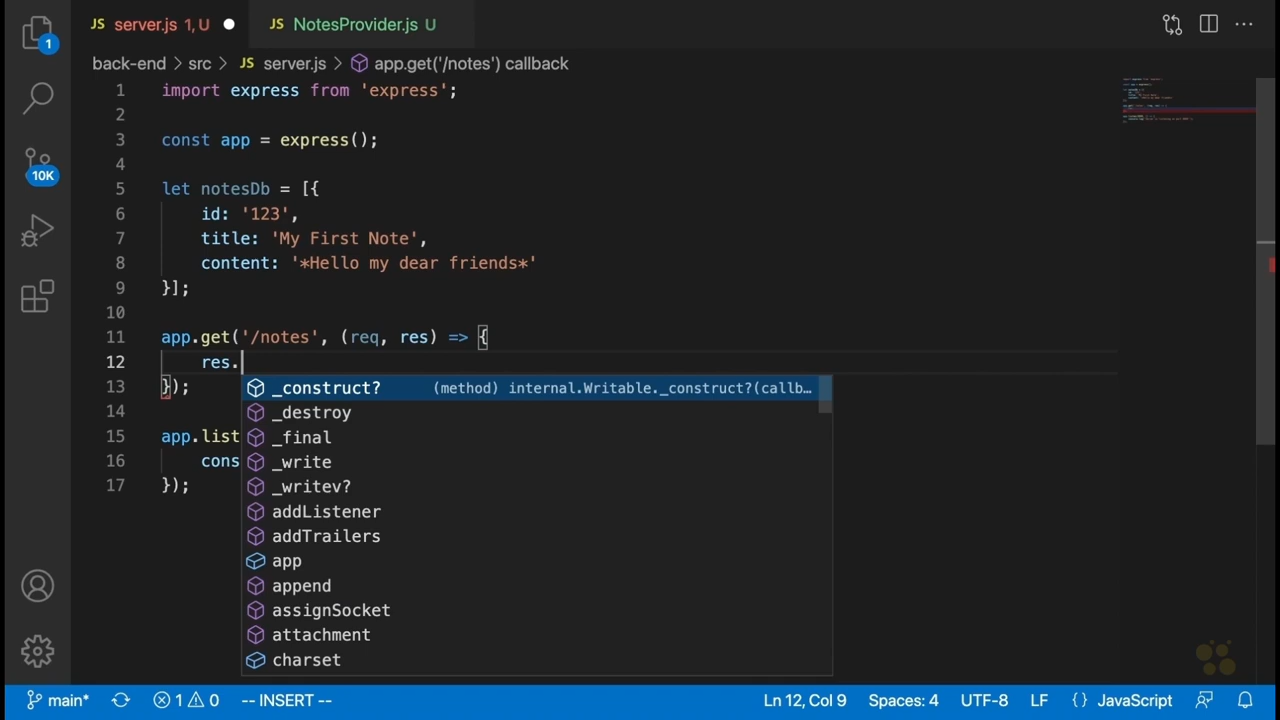 JS server.js 1, U JS NotesProvider.js U
1
back-end > src > JS server.js > app.get('/notes') callback
1 import express from 'express';
2
3 const app = express();
4
5 let notesDb = [{
6 id: '123',
7 title: 'My First Note',
8 content: '*Hello my dear friends*'
9 }];
10
11 app.get('/notes', (req, res) => {
12 res.
13 });
14
15 app.list
16 cons
17 });
10K
_construct? (method) internal.Writable._construct?(callb…
_destroy
_final
_write
_writev?
addListener
addTrailers
app
append
assignSocket
attachment
charset
main* 1 0 -- INSERT -- Ln 12, Col 9 Spaces: 4 UTF-8 LF {} JavaScript